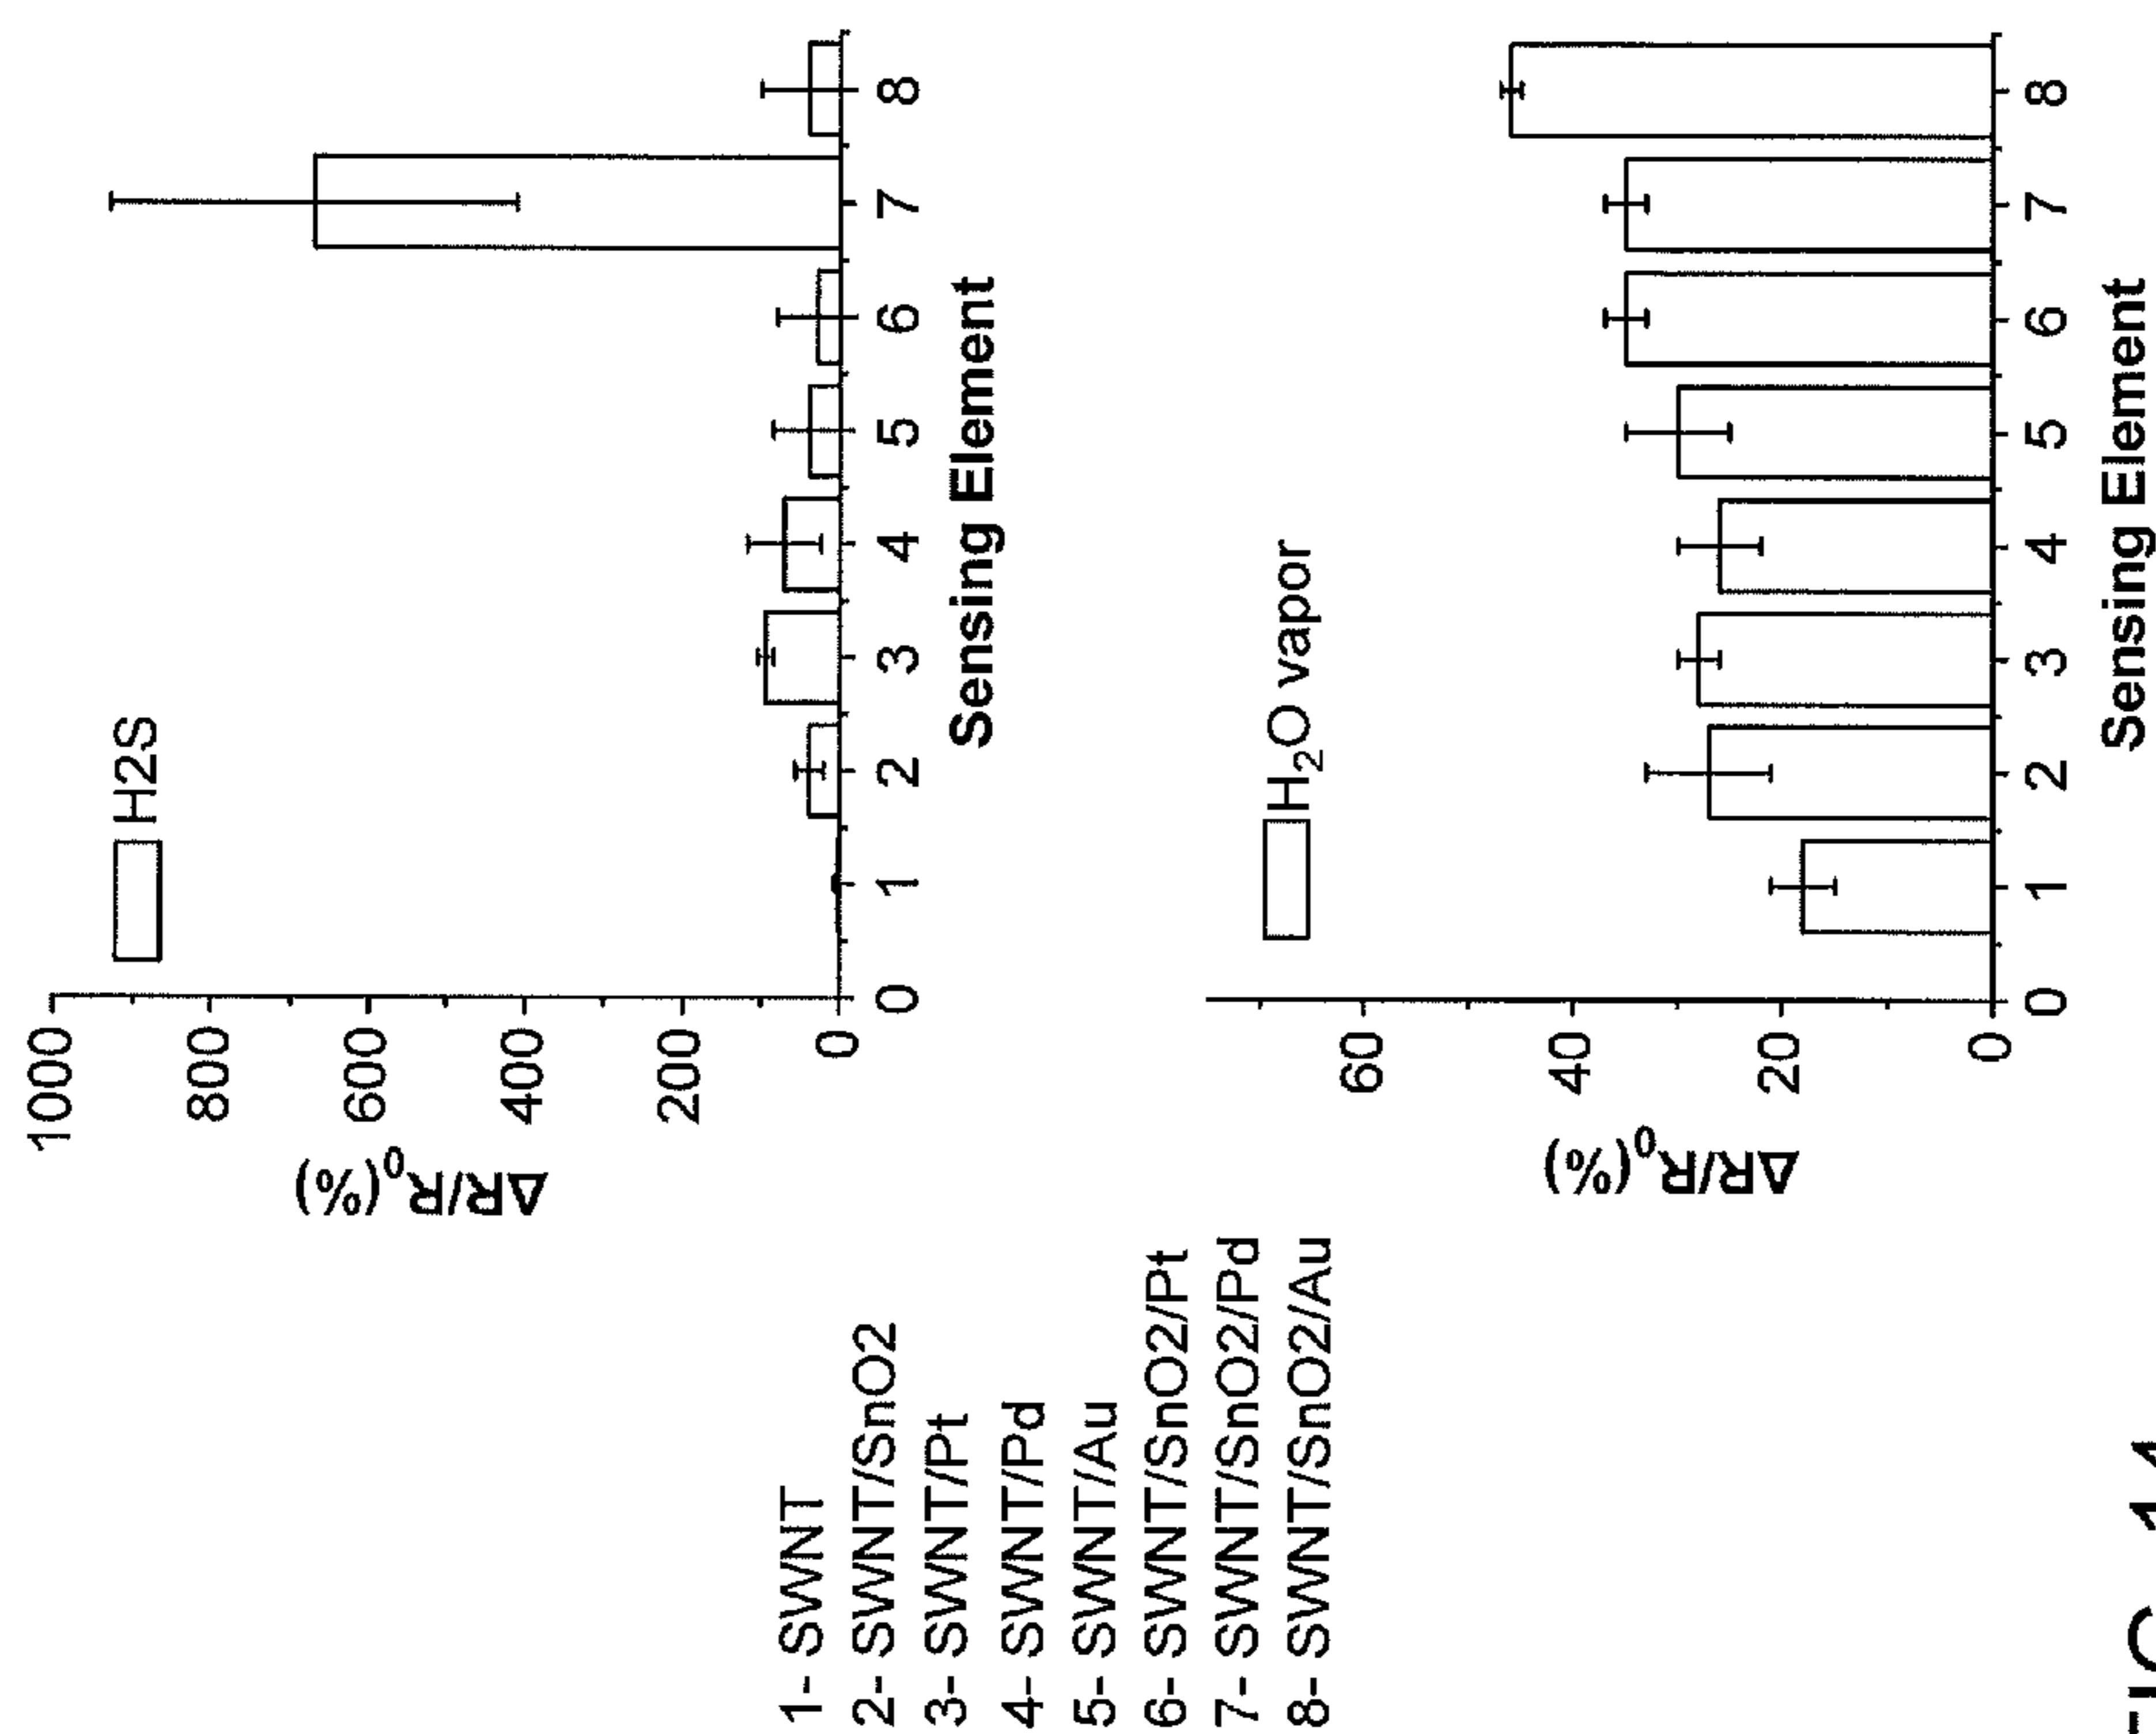 1- SWNT
2- SWNT/SnO2
3- SWNT/Pt
4- SWNT/Pd
5- SWNT/Au
6- SWNT/SnO2/Pt
7- SWNT/SnO2/Pd
8- SWNT/SnO2/Au
H2S
ΔR/R₀(%)
1000
800
600
400
200
0
0 1 2 3 4 5 6 7 8
Sensing Element
H₂O vapor
ΔR/R₀(%)
60
40
20
0
0 1 2 3 4 5 6 7 8
Sensing Element